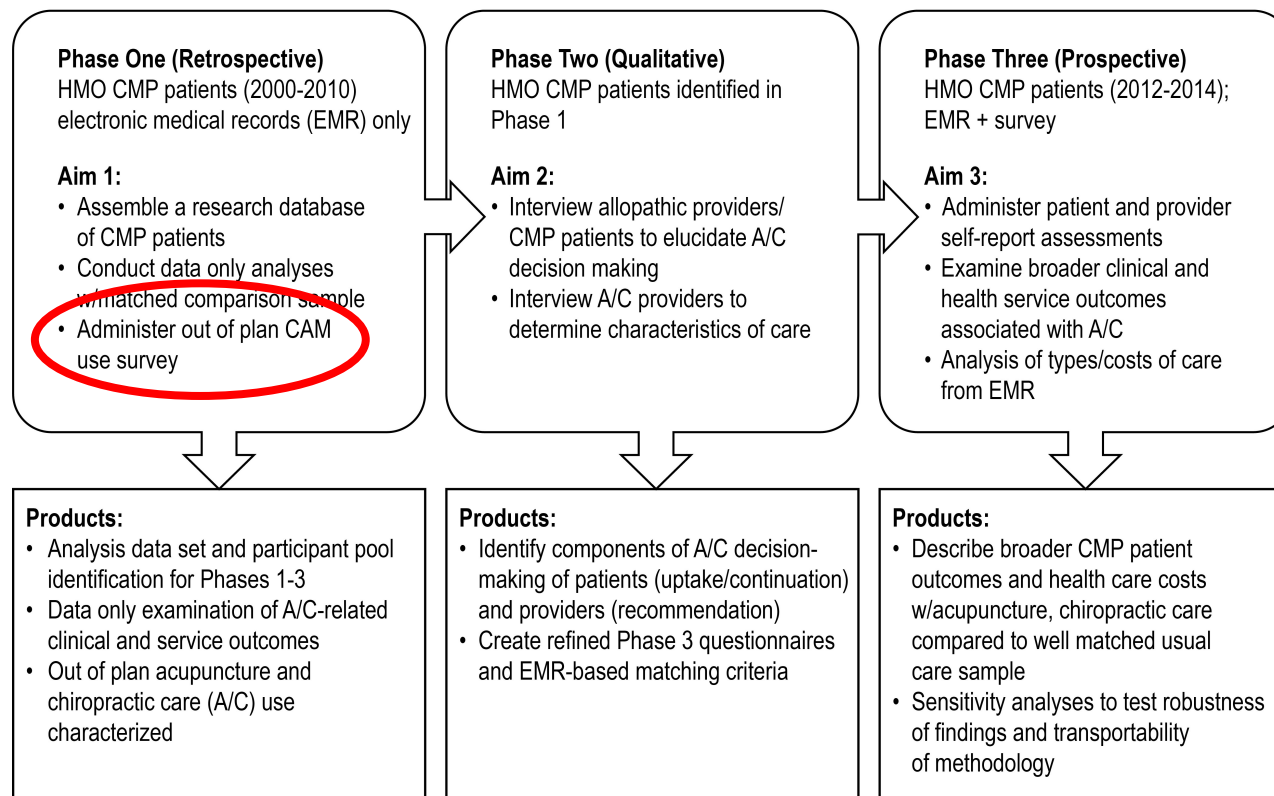 Phase One (Retrospective)
HMO CMP patients (2000-2010)
electronic medical records (EMR) only
Aim 1:
• Assemble a research database
of CMP patients
• Conduct data only analyses
w/matched comparison sample
• Administer out of plan CAM
use survey
Phase Two (Qualitative)
HMO CMP patients identified in
Phase 1
Aim 2:
• Interview allopathic providers/
CMP patients to elucidate A/C
decision making
• Interview A/C providers to
determine characteristics of care
Phase Three (Prospective)
HMO CMP patients (2012-2014);
EMR + survey
Aim 3:
• Administer patient and provider
self-report assessments
• Examine broader clinical and
health service outcomes
associated with A/C
• Analysis of types/costs of care
from EMR
Products:
• Analysis data set and participant pool
identification for Phases 1-3
• Data only examination of A/C-related
clinical and service outcomes
• Out of plan acupuncture and
chiropractic care (A/C) use
characterized
Products:
• Identify components of A/C decision-
making of patients (uptake/continuation)
and providers (recommendation)
• Create refined Phase 3 questionnaires
and EMR-based matching criteria
Products:
• Describe broader CMP patient
outcomes and health care costs
w/acupuncture, chiropractic care
compared to well matched usual
care sample
• Sensitivity analyses to test robustness
of findings and transportability
of methodology